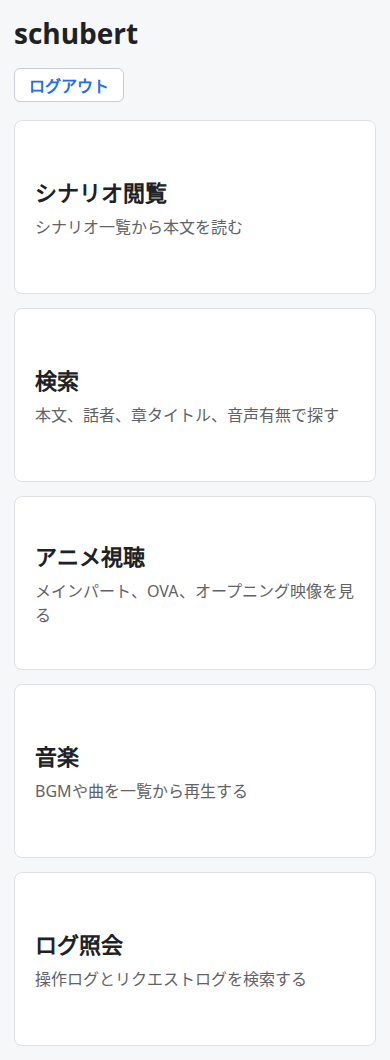 schubert
ログアウト
シナリオ閲覧
シナリオ一覧から本文を読む
検索
本文、話者、章タイトル、音声有無で探す
アニメ視聴
メインパート、OVA、オープニング映像を見
る
音楽
BGMや曲を一覧から再生する
ログ照会
操作ログとリクエストログを検索する